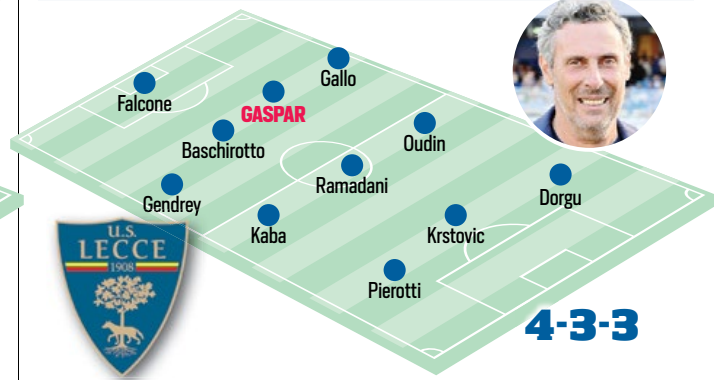 Gallo
Falcone
GASPAR
Oudin
Baschirotto
Ramadani
Dorgu
Gendrey
Kaba
Krstovic
U.S.
LECCE
1908
Pierotti
4-3-3